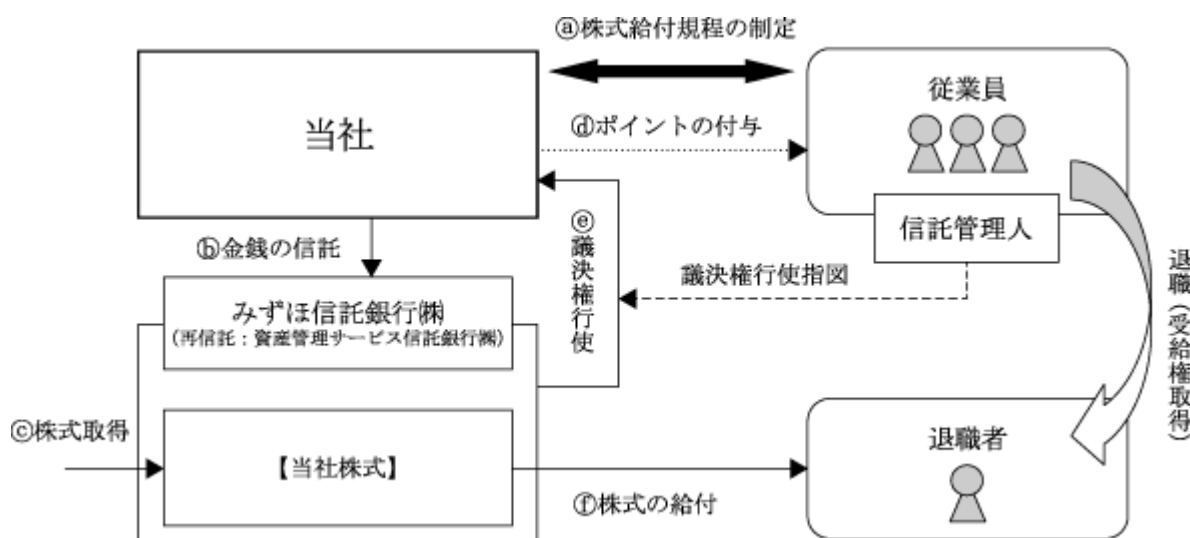 ⓐ株式給付規程の制定
当社
従業員
ⓓポイントの付与
信託管理人
ⓑ金銭の信託
ⓔ議決権行使
議決権行使指図
退職(受給権取得)
みずほ信託銀行㈱
(再信託:資産管理サービス信託銀行㈱)
ⓒ株式取得
【当社株式】
退職者
ⓕ株式の給付